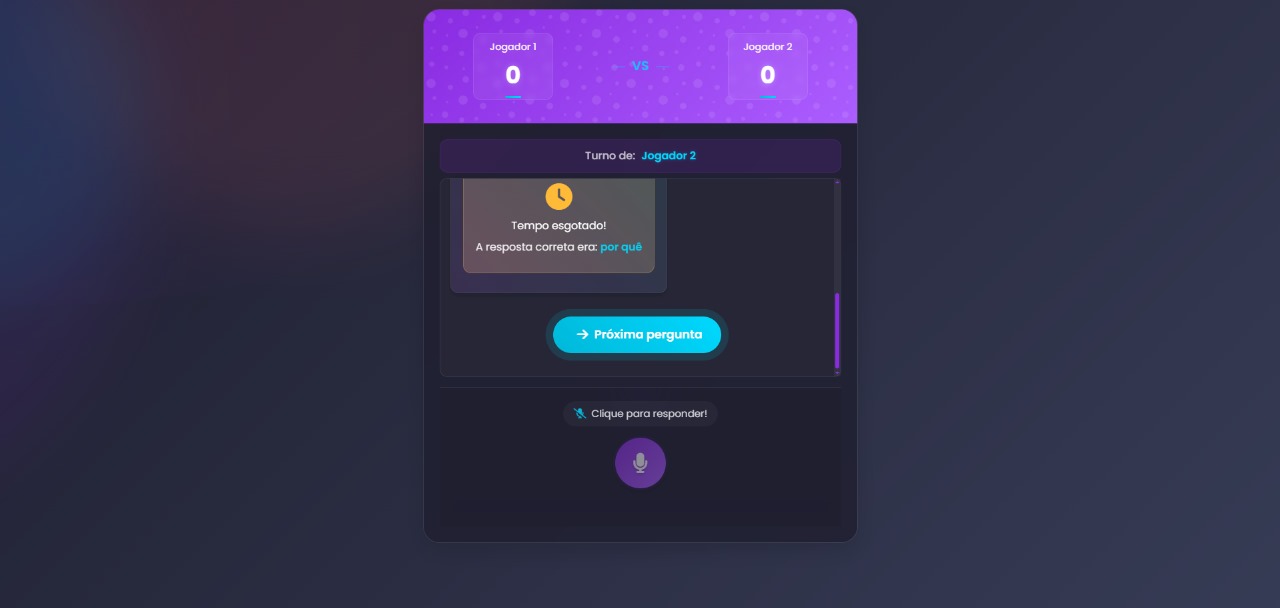 Jogador 1
0
VS
Jogador 2
0
Turno de: Jogador 2
Tempo esgotado!
A resposta correta era: por quê
Próxima pergunta
Clique para responder!